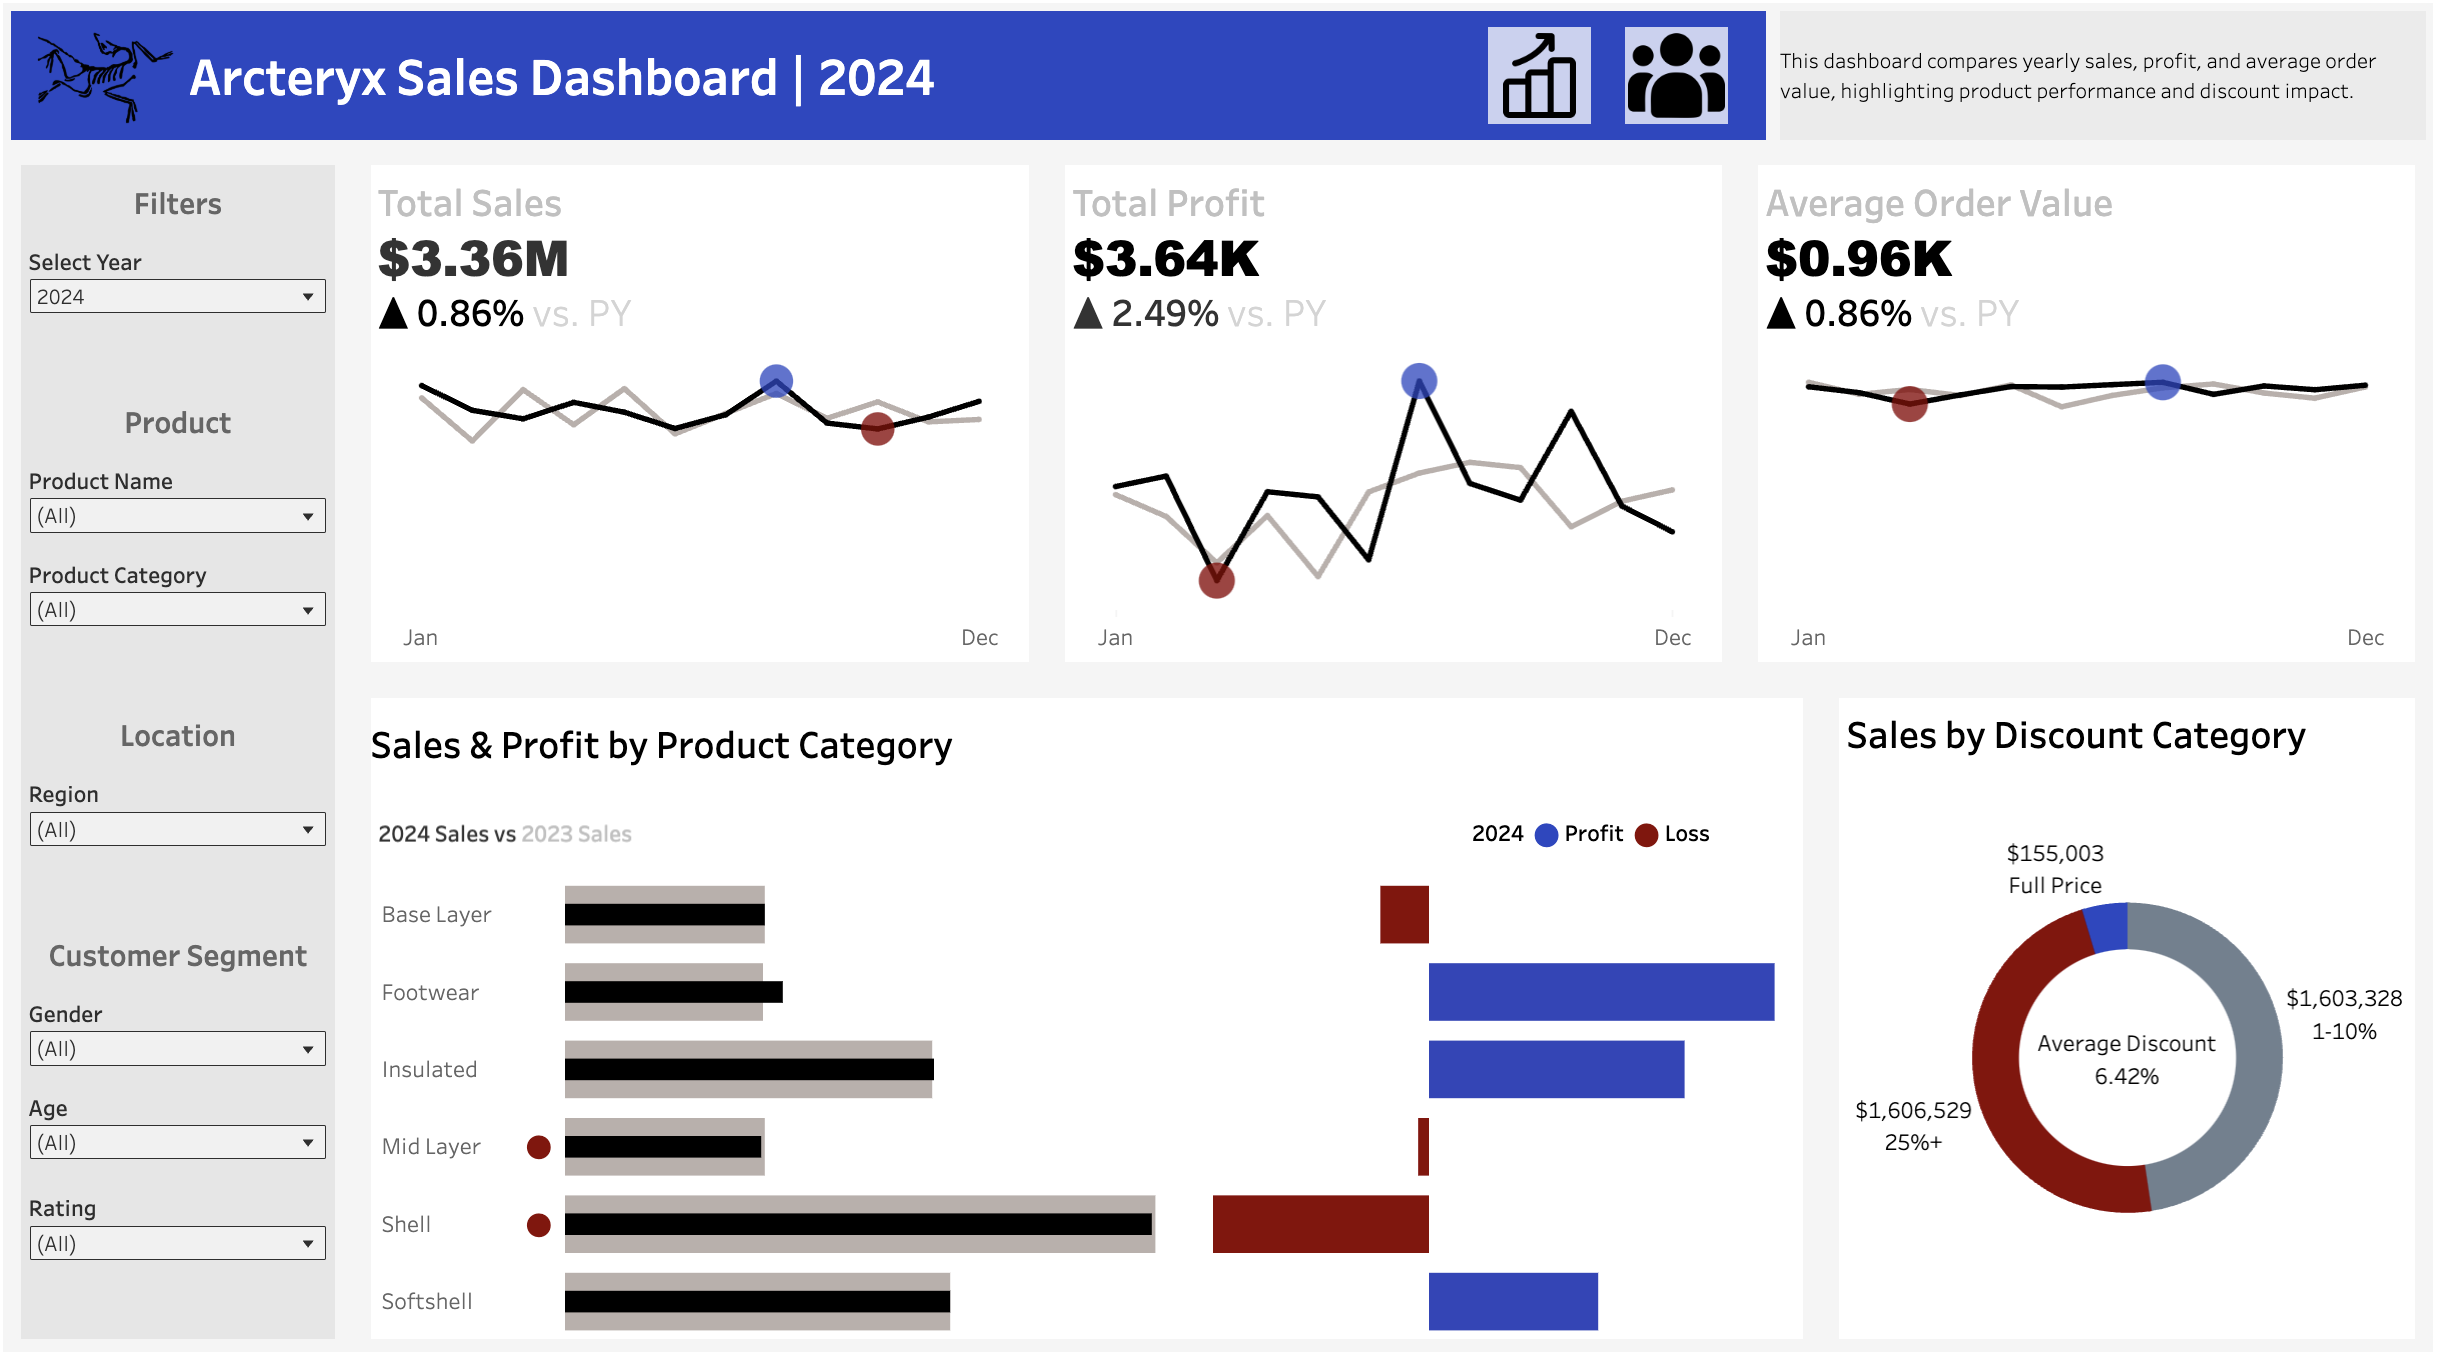 Arcteryx Sales Dashboard | 2024
This dashboard compares yearly sales, profit, and average order
value, highlighting product performance and discount impact.
Filters
Select Year
2024
Product
Product Name
(All)
Product Category
(All)
Location
Region
(All)
Customer Segment
Gender
(All)
Age
(All)
Rating
(All)
Total Sales
$3.36M
▲ 0.86% vs. PY
Jan
Dec
Total Profit
$3.64K
▲ 2.49% vs. PY
Jan
Dec
Average Order Value
$0.96K
▲ 0.86% vs. PY
Jan
Dec
Sales & Profit by Product Category
2024 Sales vs 2023 Sales
2024 Profit Loss
Base Layer
Footwear
Insulated
Mid Layer
Shell
Softshell
Sales by Discount Category
$155,003
Full Price
$1,603,328
1-10%
Average Discount
6.42%
$1,606,529
25%+